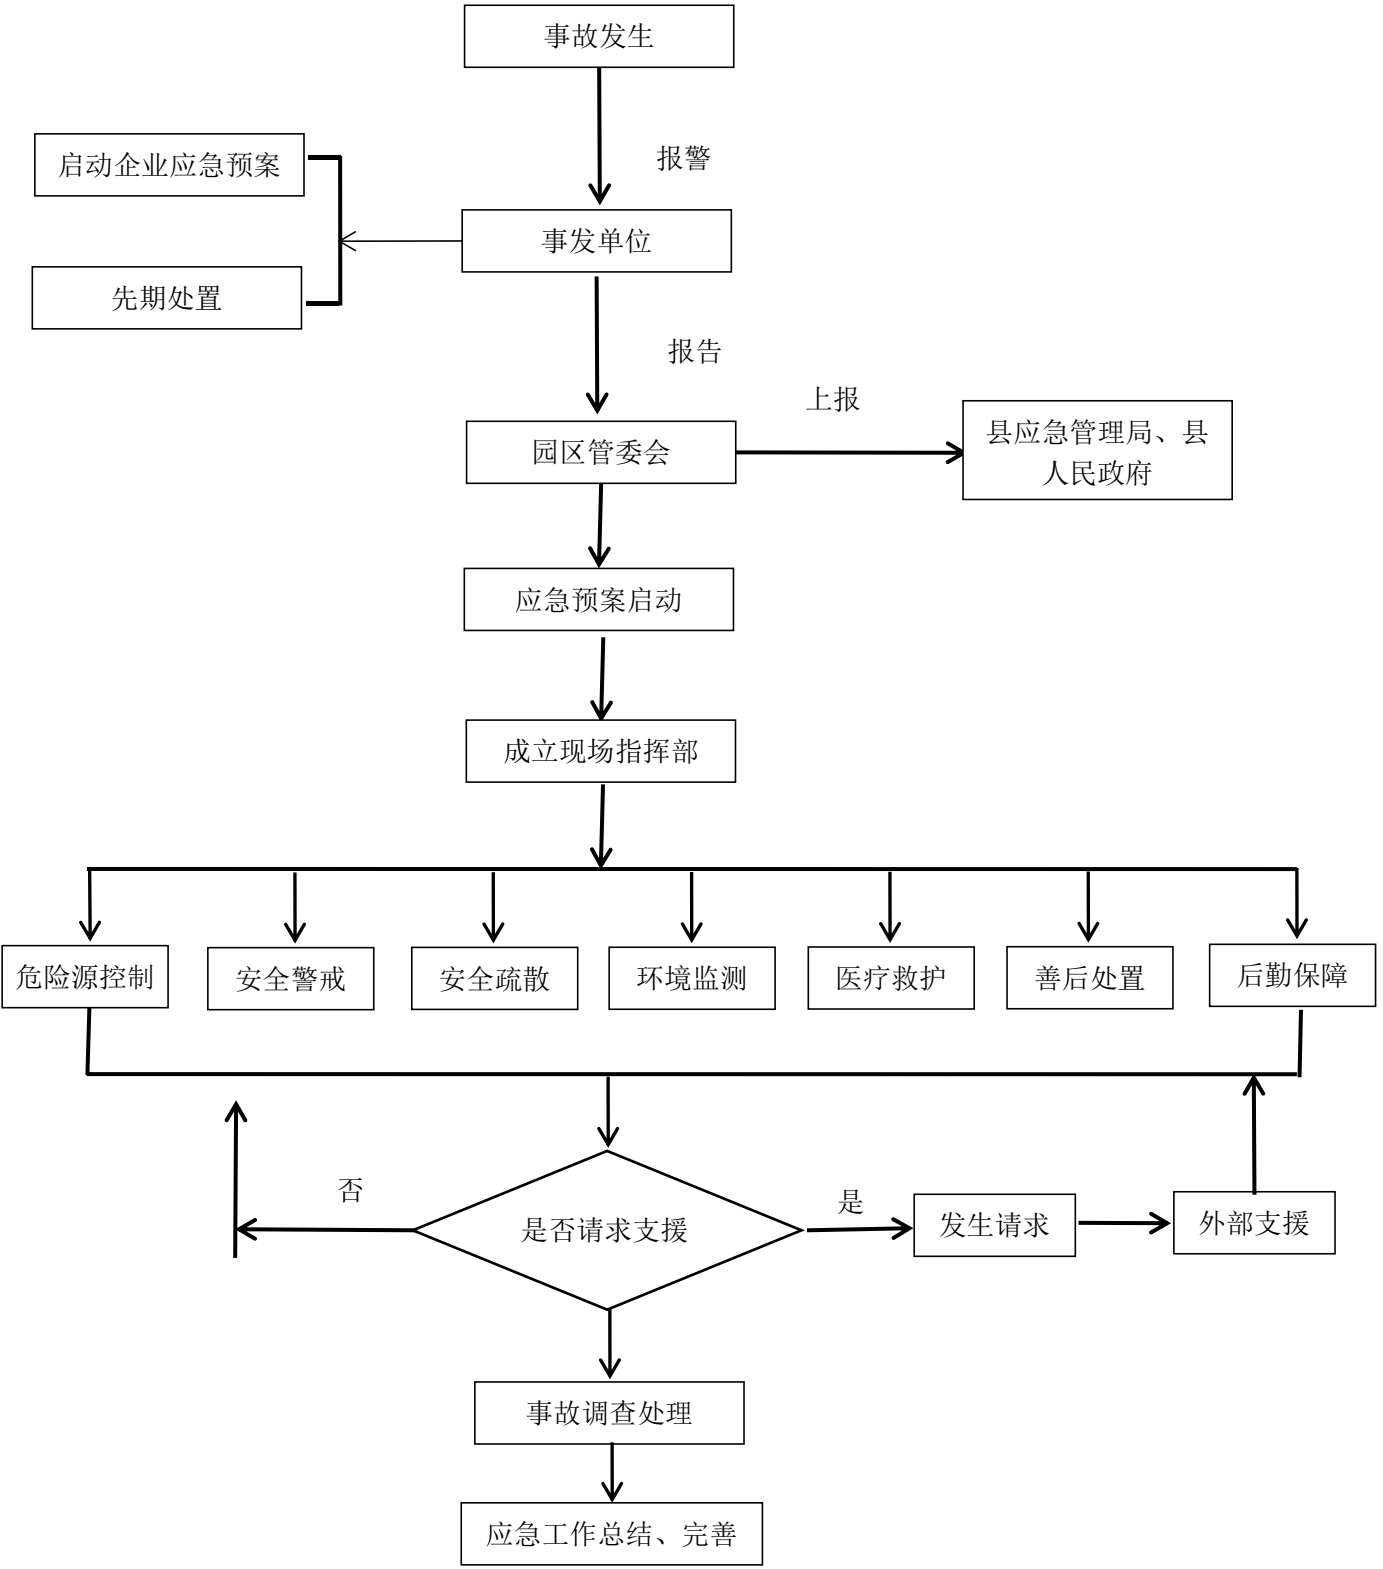 事故发生
报警
启动企业应急预案
事发单位
先期处置
报告
上报
园区管委会
县应急管理局、县
人民政府
应急预案启动
成立现场指挥部
危险源控制
安全警戒
安全疏散
环境监测
医疗救护
善后处置
后勤保障
否
是否请求支援
是
发生请求
外部支援
事故调查处理
应急工作总结、完善